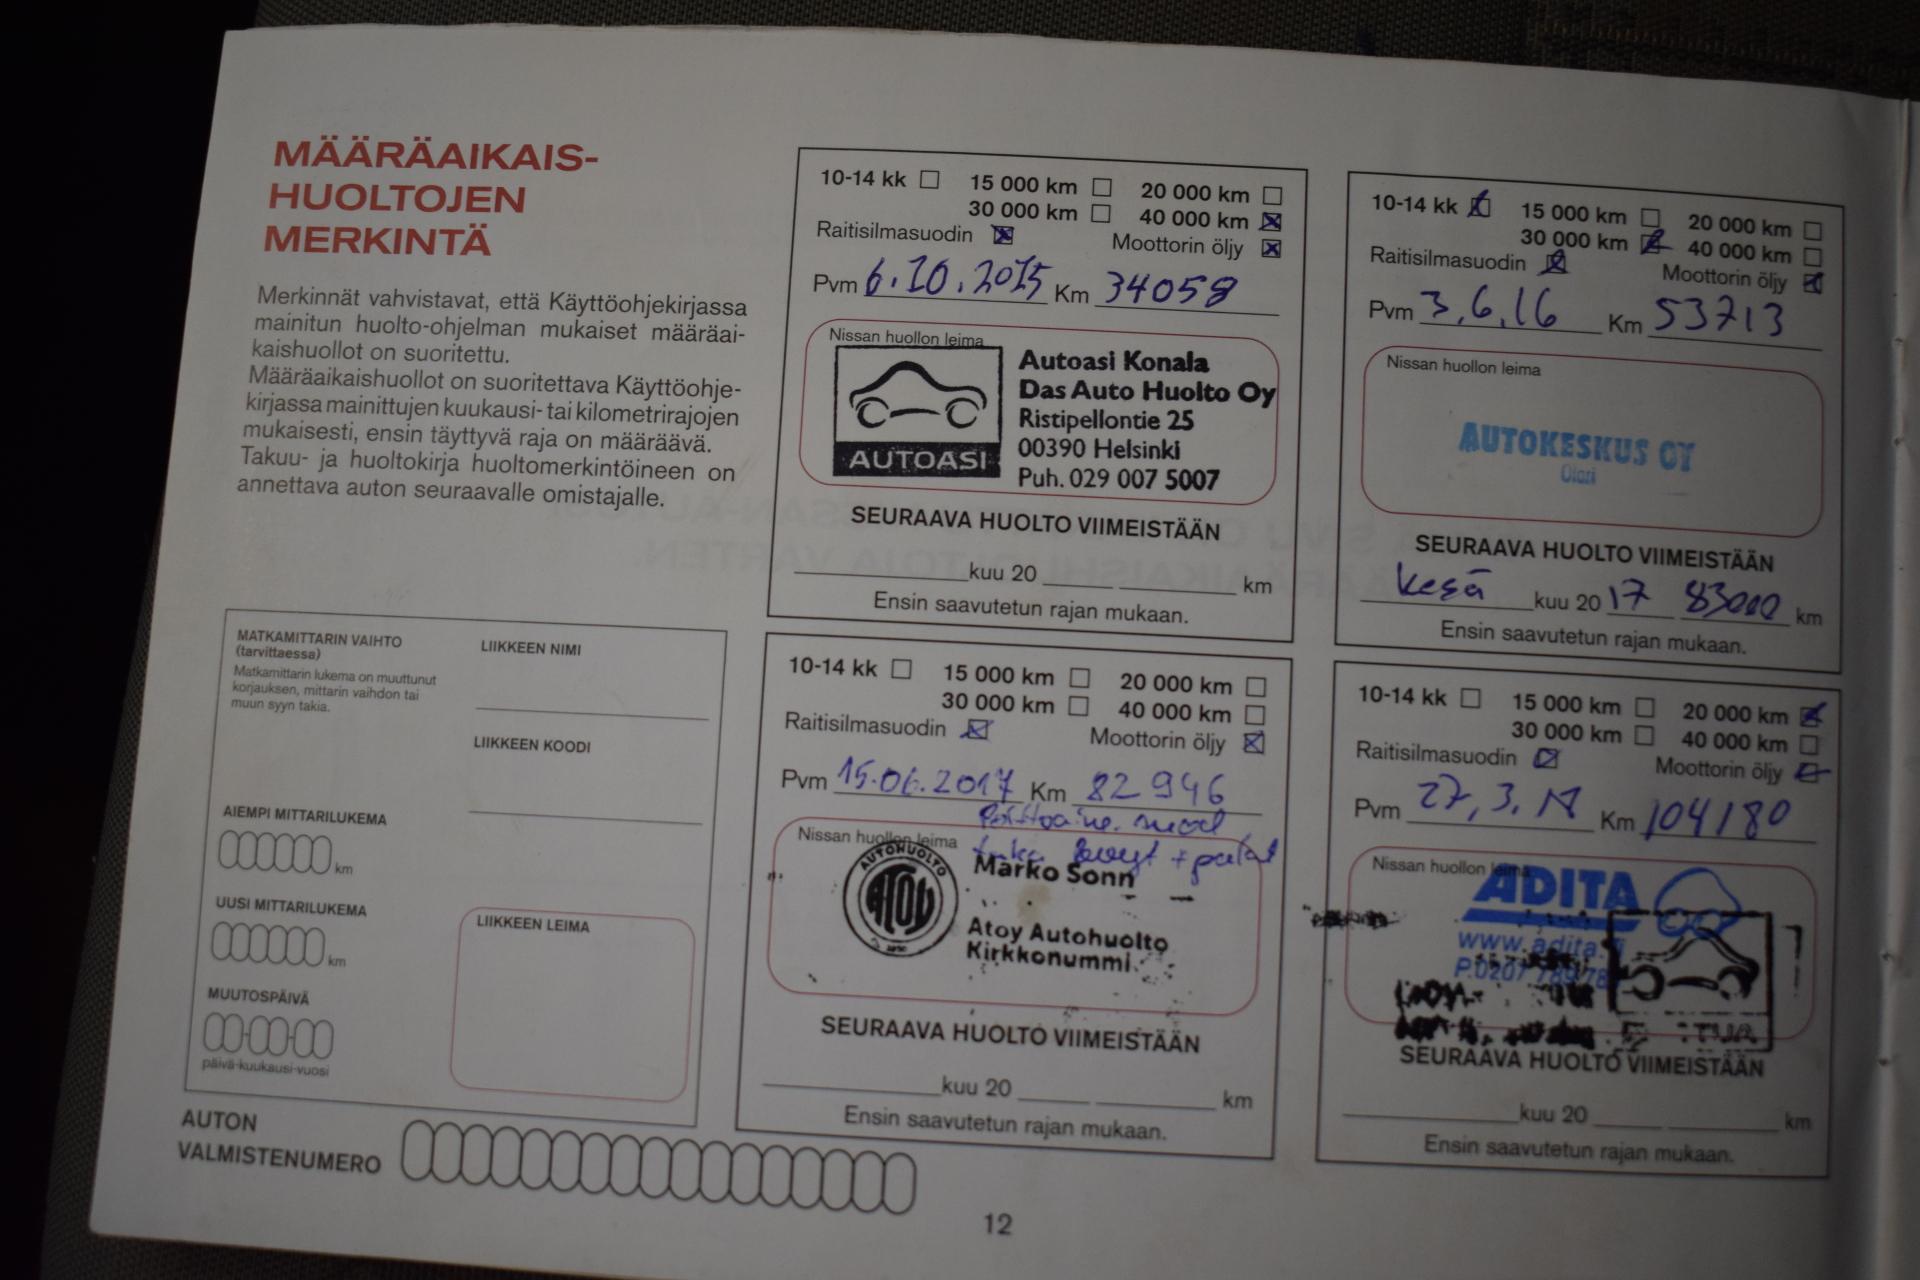 MÄÄRÄAIKAIS-
HUOLTOJEN
MERKINTÄ
Merkinnät vahvistavat, että Käyttöohjekirjassa
mainitun huolto-ohjelman mukaiset määräai-
kaishuollot on suoritettu.
Määräaikaishuollot on suoritettava Käyttöohje-
kirjassa mainittujen kuukausi- tai kilometrirajojen
mukaisesti, ensin täyttyvä raja on määräävä.
Takuu- ja huoltokirja huoltomerkintöineen on
annettava auton seuraavalle omistajalle.
MATKAMITTARIN VAIHTO
(tarvittaessa)
Matkamittarin lukema on muuttunut
korjauksen, mittarin vaihdon tai
muun syyn takia.
LIIKKEEN NIMI
LIIKKEEN KOODI
AIEMPI MITTARILUKEMA
km
UUSI MITTARILUKEMA
km
MUUTOSPÄIVÄ
päivä-kuukausi-vuosi
LIIKKEEN LEIMA
AUTON
VALMISTENUMERO
10-14 kk 15 000 km 20 000 km
30 000 km 40 000 km
Raitisilmasuodin Moottorin öljy
Pvm 6.10.2015 Km 34058
Nissan huollon leima
AUTOASI
Autoasi Konala
Das Auto Huolto Oy
Ristipellontie 25
00390 Helsinki
Puh. 029 007 5007
SEURAAVA HUOLTO VIIMEISTÄÄN
kuu 20 km
Ensin saavutetun rajan mukaan.
10-14 kk 15 000 km 20 000 km
30 000 km 40 000 km
Raitisilmasuodin Moottorin öljy
Pvm 3.6.16 Km 53713
Nissan huollon leima
AUTOKESKUS OY
Olari
SEURAAVA HUOLTO VIIMEISTÄÄN
kesä kuu 20 17 83000 km
Ensin saavutetun rajan mukaan.
10-14 kk 15 000 km 20 000 km
30 000 km 40 000 km
Raitisilmasuodin Moottorin öljy
Pvm 15.06.2017 Km 82946
Polttoaine.suod
Nissan huollon leima
AUTOHUOLTO
ATOY
Marko Sonn
Atoy Autohuolto
Kirkkonummi
SEURAAVA HUOLTO VIIMEISTÄÄN
kuu 20 km
Ensin saavutetun rajan mukaan.
10-14 kk 15 000 km 20 000 km
30 000 km 40 000 km
Raitisilmasuodin Moottorin öljy
Pvm 27.3. Km 104180
Nissan huollon leima
ADITA
www.adita.fi
SEURAAVA HUOLTO VIIMEISTÄÄN
kuu 20 km
Ensin saavutetun rajan mukaan.
12